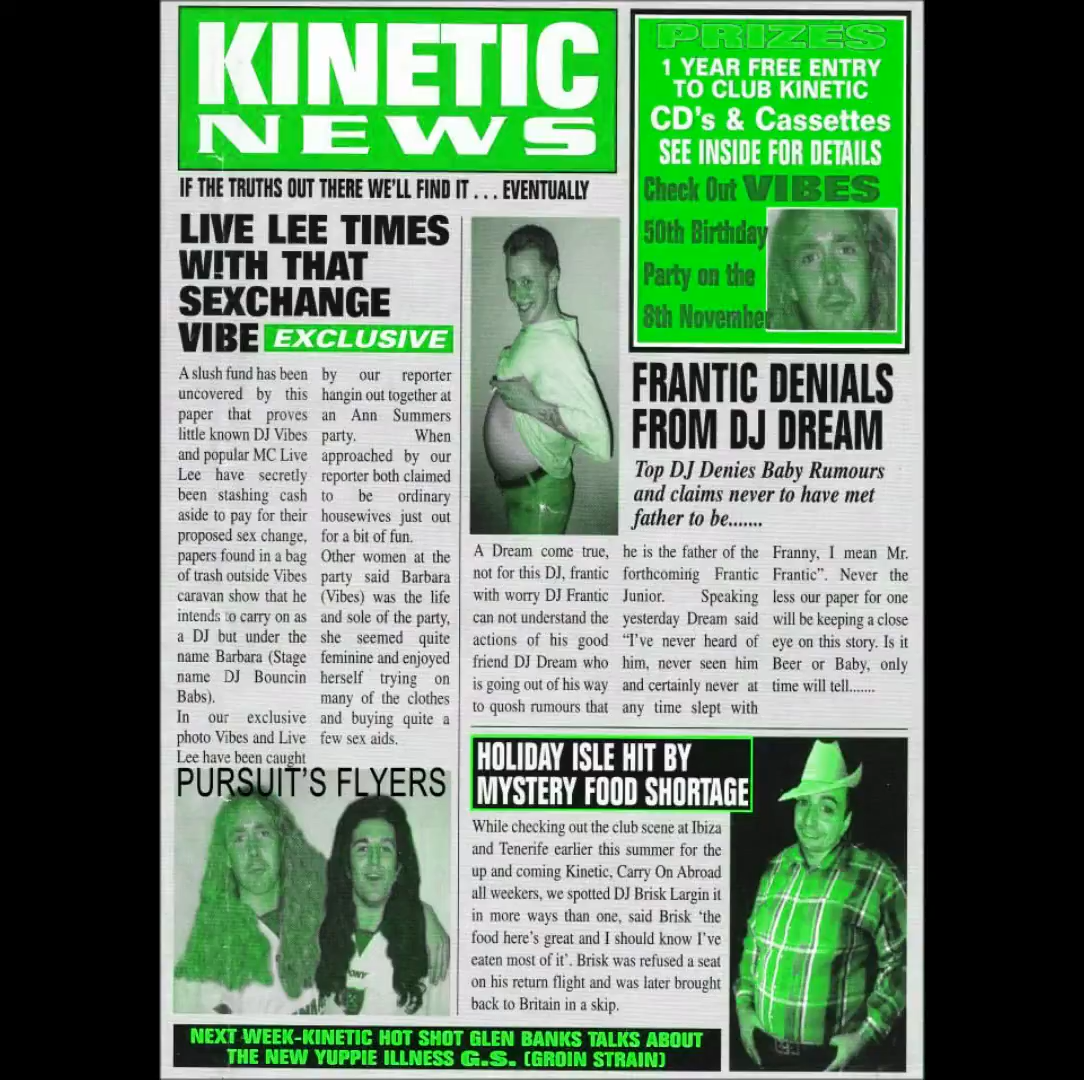 KINETIC
NEWS
IF THE TRUTHS OUT THERE WE'LL FIND IT . . . EVENTUALLY
LIVE LEE TIMES
WITH THAT
SEXCHANGE
VIBE EXCLUSIVE
A slush fund has been
uncovered by this
paper that proves
little known DJ Vibes
and popular MC Live
Lee have secretly
been stashing cash
aside to pay for their
proposed sex change,
papers found in a bag
of trash outside Vibes
caravan show that he
intends to carry on as
a DJ but under the
name Barbara (Stage
name DJ Bouncin
Babs).
In our exclusive
photo Vibes and Live
Lee have been caught
by our reporter
hangin out together at
an Ann Summers
party. When
approached by our
reporter both claimed
to be ordinary
housewives just out
for a bit of fun.
Other women at the
party said Barbara
(Vibes) was the life
and sole of the party,
she seemed quite
feminine and enjoyed
herself trying on
many of the clothes
and buying quite a
few sex aids.
PURSUIT'S FLYERS
PONY
PRIZES
1 YEAR FREE ENTRY
TO CLUB KINETIC
CD's & Cassettes
SEE INSIDE FOR DETAILS
Check Out VIBES
50th Birthday
Party on the
8th November
FRANTIC DENIALS
FROM DJ DREAM
Top DJ Denies Baby Rumours
and claims never to have met
father to be.......
A Dream come true,
not for this DJ, frantic
with worry DJ Frantic
can not understand the
actions of his good
friend DJ Dream who
is going out of his way
to quosh rumours that
he is the father of the
forthcoming Frantic
Junior. Speaking
yesterday Dream said
"I've never heard of
him, never seen him
and certainly never at
any time slept with
Franny, I mean Mr.
Frantic". Never the
less our paper for one
will be keeping a close
eye on this story. Is it
Beer or Baby, only
time will tell.......
HOLIDAY ISLE HIT BY
MYSTERY FOOD SHORTAGE
While checking out the club scene at Ibiza
and Tenerife earlier this summer for the
up and coming Kinetic, Carry On Abroad
all weekers, we spotted DJ Brisk Largin it
in more ways than one, said Brisk 'the
food here's great and I should know I've
eaten most of it'. Brisk was refused a seat
on his return flight and was later brought
back to Britain in a skip.
NEXT WEEK-KINETIC HOT SHOT GLEN BANKS TALKS ABOUT
THE NEW YUPPIE ILLNESS G.S. (GROIN STRAIN)